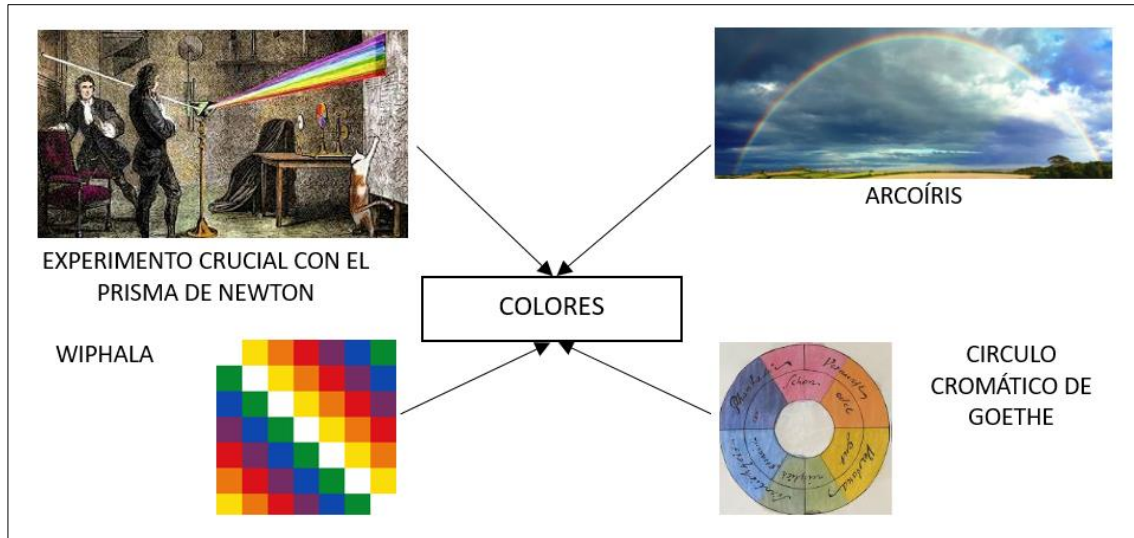 EXPERIMENTO CRUCIAL CON EL
PRISMA DE NEWTON
ARCOÍRIS
COLORES
WIPHALA
CIRCULO
CROMÁTICO DE
GOETHE